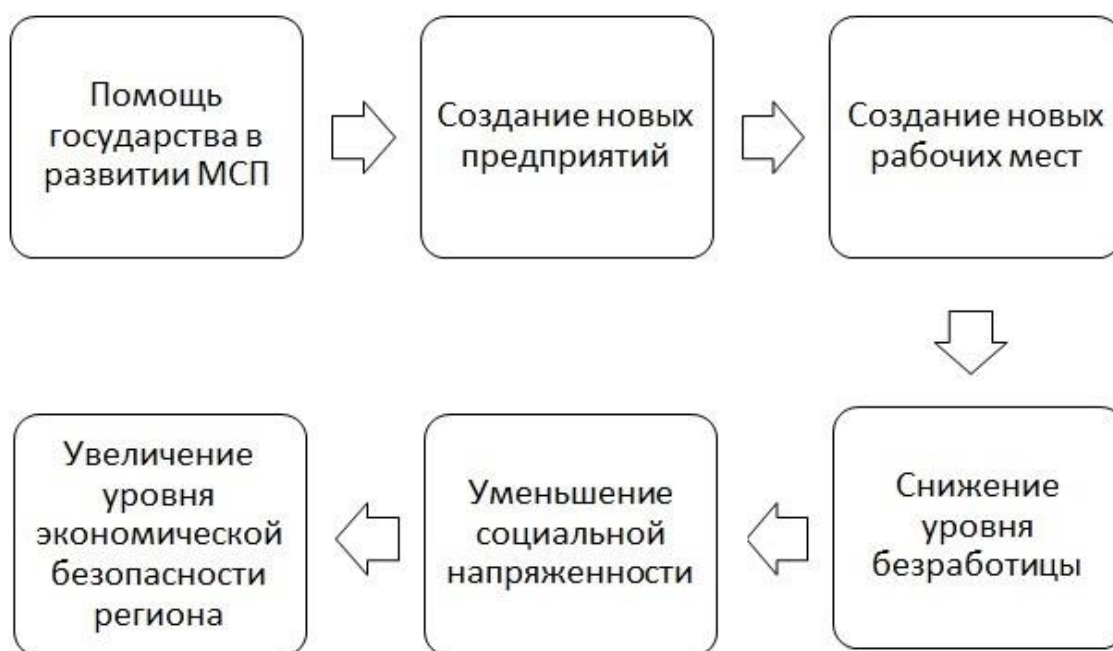 Помощь
государства в
развитии МСП
Создание новых
предприятий
Создание новых
рабочих мест
Снижение
уровня
безработицы
Уменьшение
социальной
напряженности
Увеличение
уровня
экономической
безопасности
региона